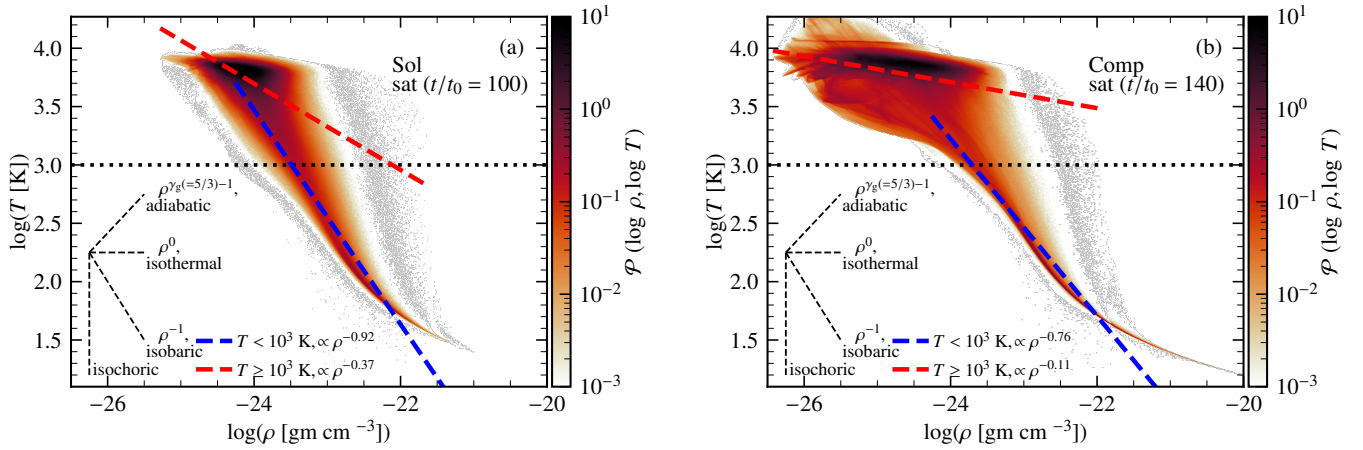 (a)
Sol
sat (t/t₀ = 100)
4.0
3.5
3.0
2.5
2.0
1.5
log(T [K])
ρ^{γ_g(=5/3)−1},
adiabatic
ρ⁰,
isothermal
ρ⁻¹,
isobaric
isochoric
T < 10³ K, ∝ ρ^{−0.92}
T ≥ 10³ K, ∝ ρ^{−0.37}
−26
−24
−22
−20
log(ρ [gm cm ⁻³])
10¹
10⁰
10⁻¹
10⁻²
10⁻³
𝒫 (log ρ, log T)
(b)
Comp
sat (t/t₀ = 140)
4.0
3.5
3.0
2.5
2.0
1.5
log(T [K])
ρ^{γ_g(=5/3)−1},
adiabatic
ρ⁰,
isothermal
ρ⁻¹,
isobaric
isochoric
T < 10³ K, ∝ ρ^{−0.76}
T ≥ 10³ K, ∝ ρ^{−0.11}
−26
−24
−22
−20
log(ρ [gm cm ⁻³])
10¹
10⁰
10⁻¹
10⁻²
10⁻³
𝒫 (log ρ, log T)